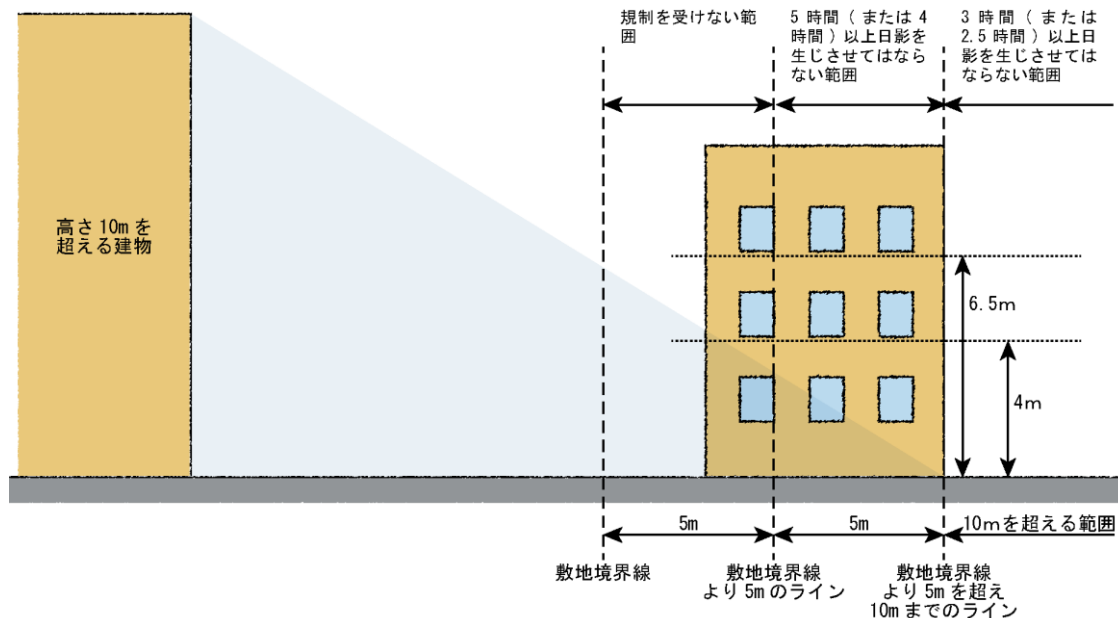 規制を受けない範
囲
5 時間 ( または 4
時間 ) 以上日影を
生じさせてはなら
ない範囲
3 時間 ( または
2.5 時間 ) 以上日
影を生じさせては
ならない範囲
高さ 10m を
超える建物
6.5m
4m
5m
5m
10mを超える範囲
敷地境界線
敷地境界線
より 5m のライン
敷地境界線
より 5m を超え
10m までのライン